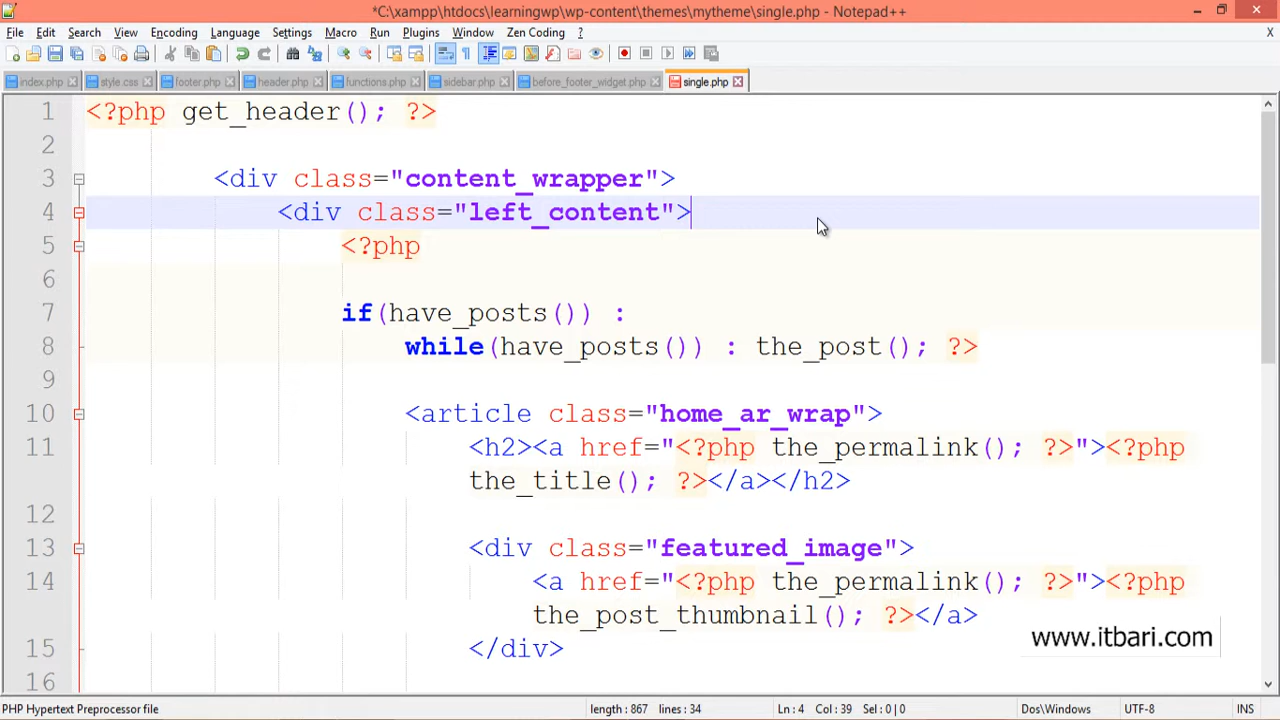 *C:\xampp\htdocs\learningwp\wp-content\themes\mytheme\single.php - Notepad++
File Edit Search View Encoding Language Settings Macro Run Plugins Window Zen Coding ? X
index.php style.css footer.php header.php functions.php sidebar.php before_footer_widget.php single.php
1 <?php get_header(); ?>
2
3 <div class="content_wrapper">
4 <div class="left_content">
5 <?php
6
7 if(have_posts()) :
8 while(have_posts()) : the_post(); ?>
9
10 <article class="home_ar_wrap">
11 <h2><a href="<?php the_permalink(); ?>"><?php
the_title(); ?></a></h2>
12
13 <div class="featured_image">
14 <a href="<?php the_permalink(); ?>"><?php
the_post_thumbnail(); ?></a>
www.itbari.com
15 </div>
16
PHP Hypertext Preprocessor file length : 867 lines : 34 Ln : 4 Col : 39 Sel : 0 | 0 Dos\Windows UTF-8 INS